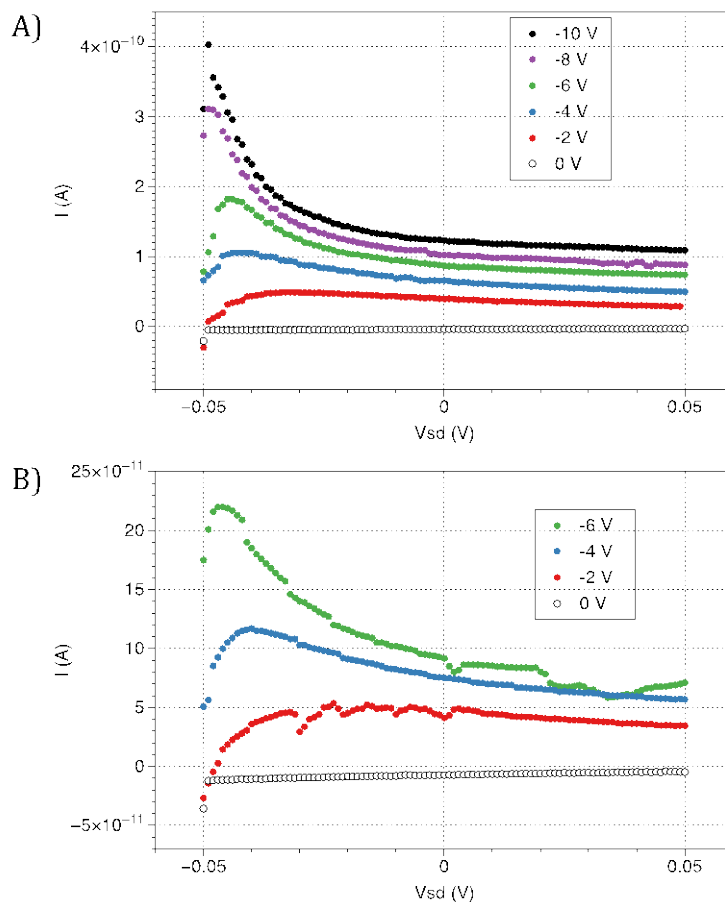 A)
4×10⁻¹⁰
3
2
1
0
I (A)
-10 V
-8 V
-6 V
-4 V
-2 V
0 V
−0.05
0
0.05
Vsd (V)
B)
25×10⁻¹¹
20
15
10
5
0
−5×10⁻¹¹
I (A)
-6 V
-4 V
-2 V
0 V
−0.05
0
0.05
Vsd (V)